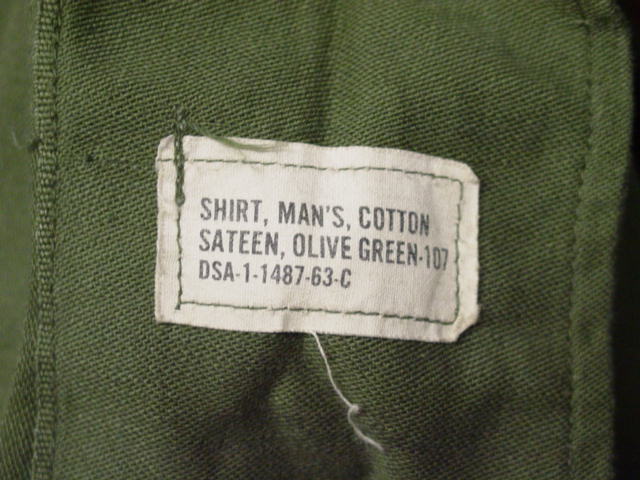 SHIRT, MAN'S, COTTON
SATEEN, OLIVE GREEN-107
DSA-1-1487-63-C